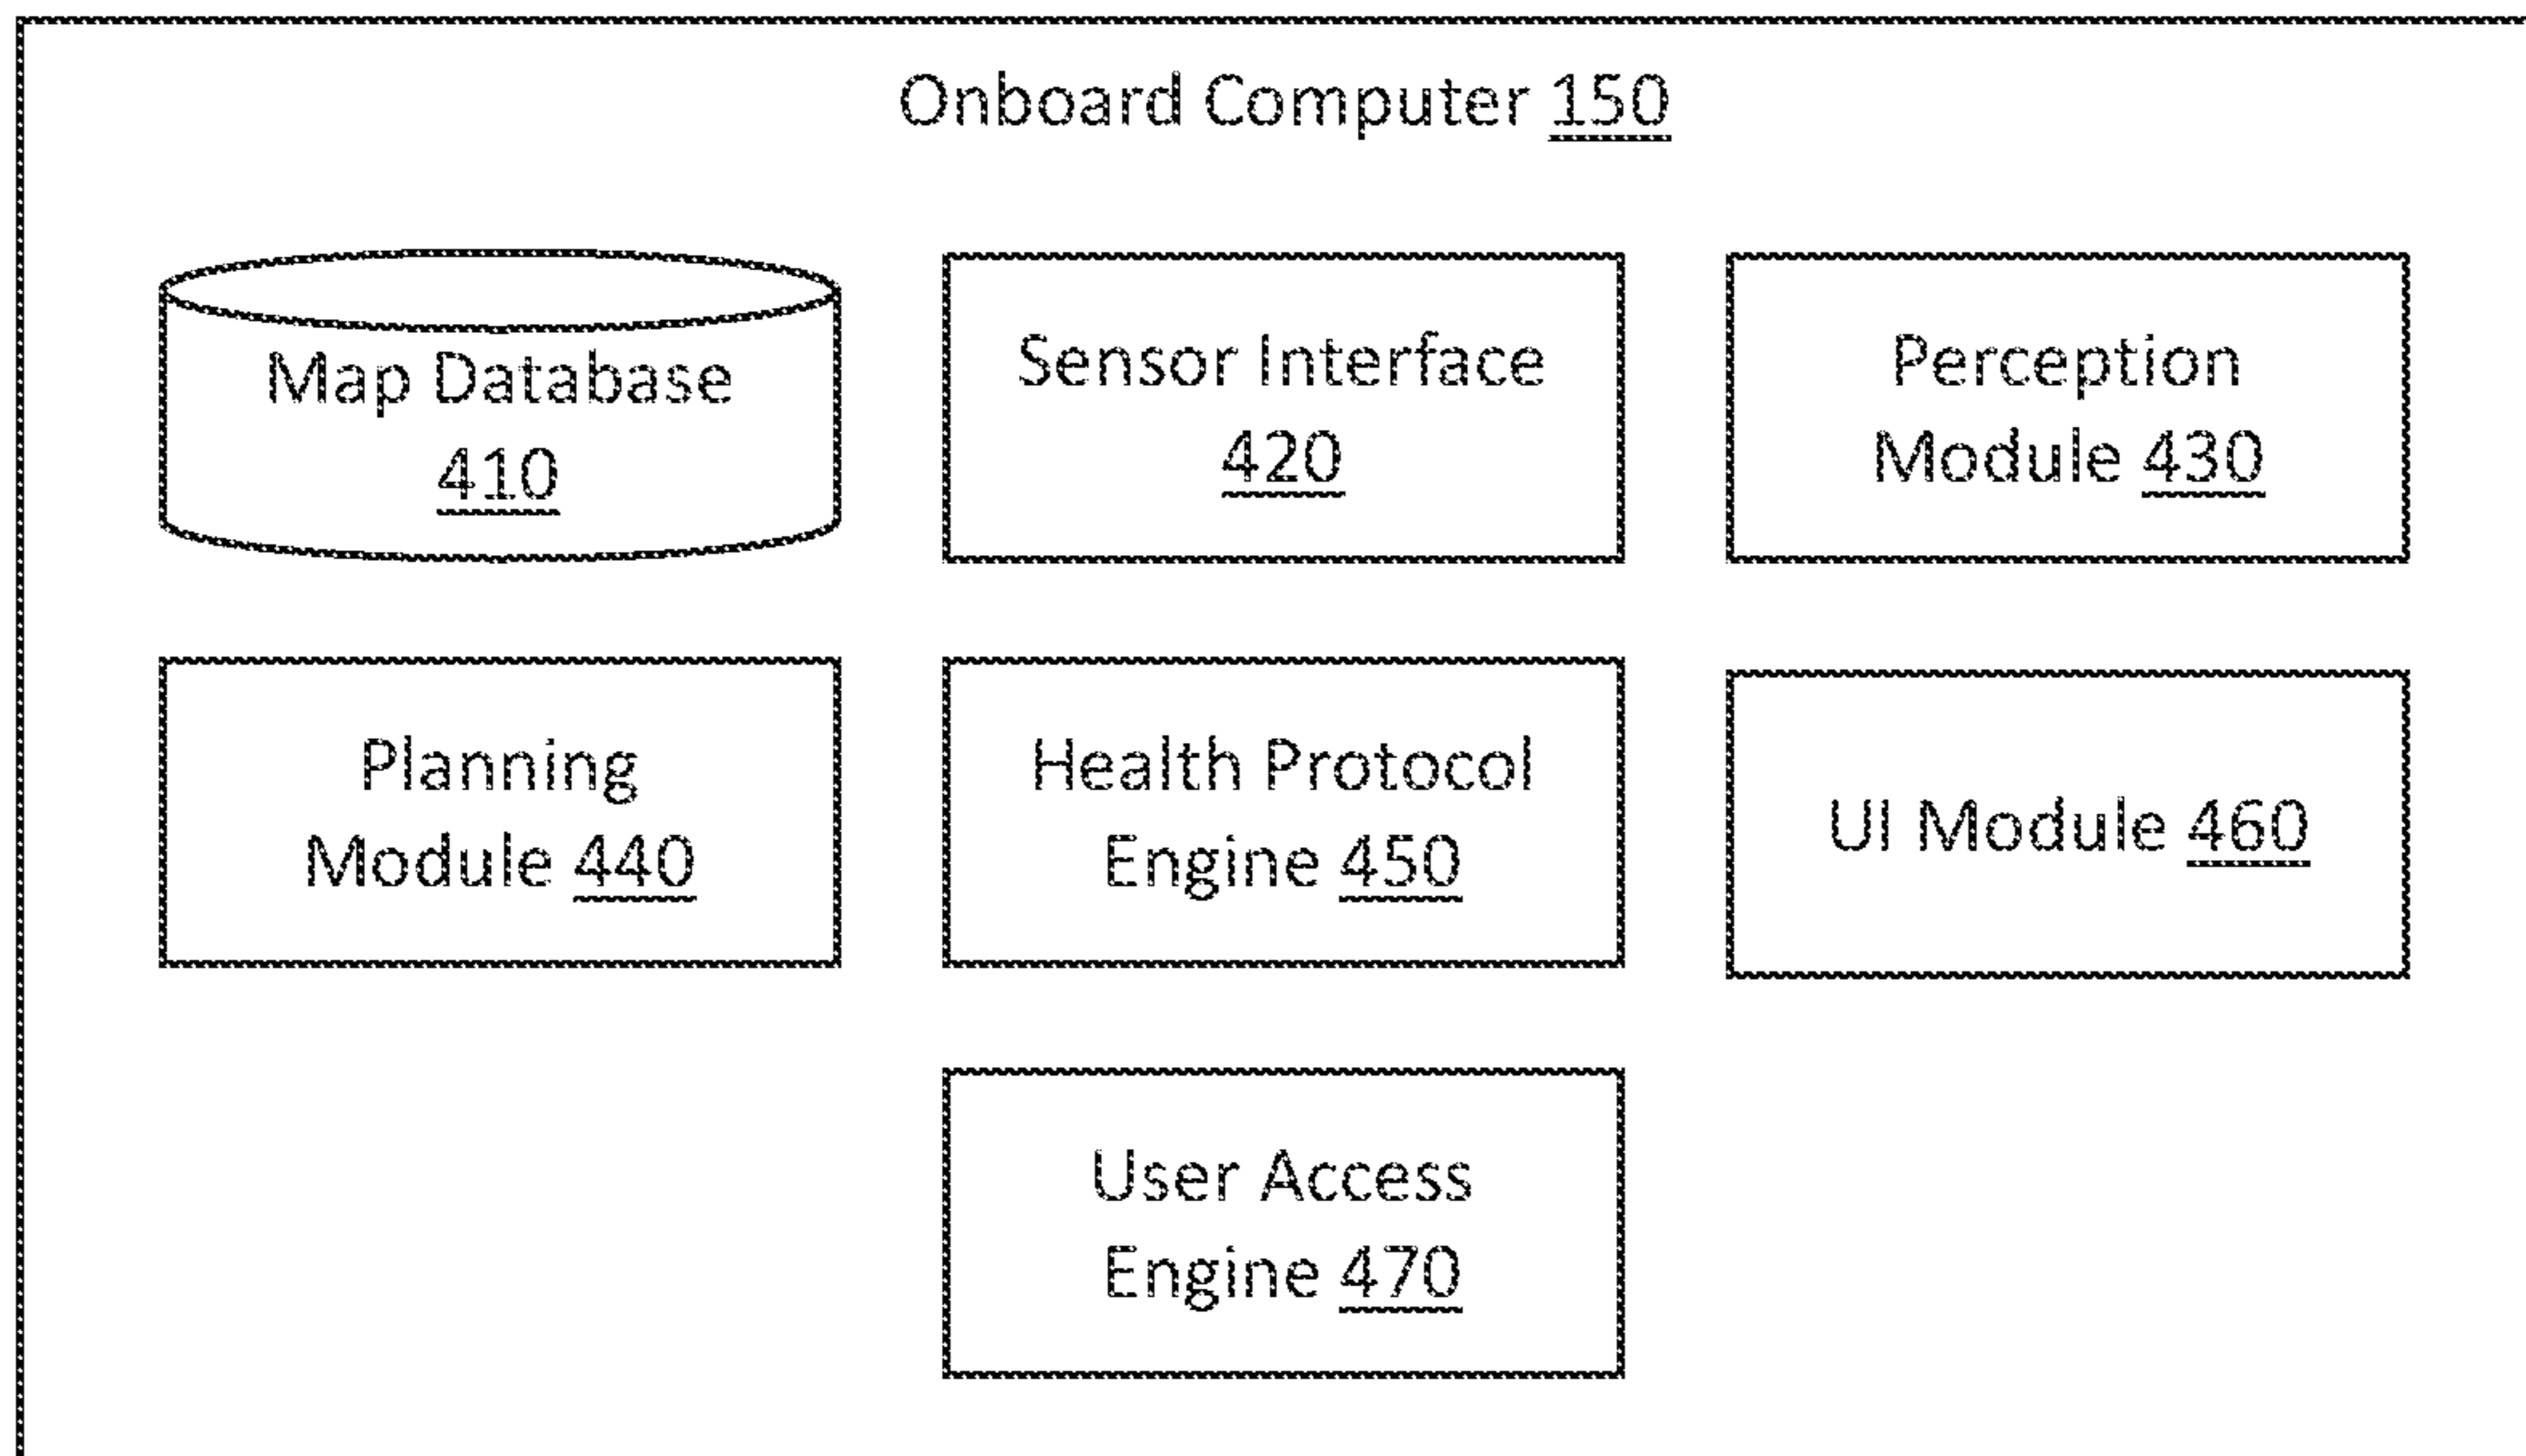 Onboard Computer 150
Map Database
410
Sensor Interface
420
Perception
Module 430
Planning
Module 440
Health Protocol
Engine 450
UI Module 460
User Access
Engine 470